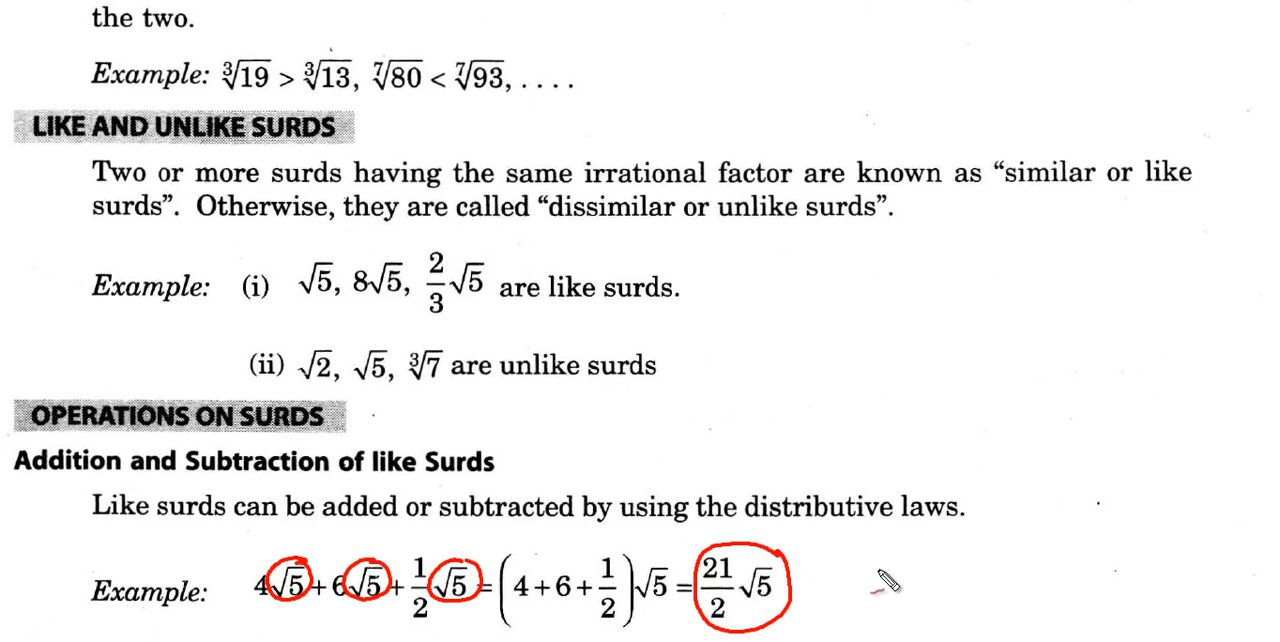 the two.
Example: ∛19 > ∛13, ⁷√80 < ⁷√93, . . . .
LIKE AND UNLIKE SURDS
Two or more surds having the same irrational factor are known as “similar or like
surds”. Otherwise, they are called “dissimilar or unlike surds”.
Example: (i) √5, 8√5, 2/3 √5 are like surds.
(ii) √2, √5, ∛7 are unlike surds
OPERATIONS ON SURDS
Addition and Subtraction of like Surds
Like surds can be added or subtracted by using the distributive laws.
Example: 4√5 + 6√5 + 1/2 √5 = (4 + 6 + 1/2)√5 = 21/2 √5